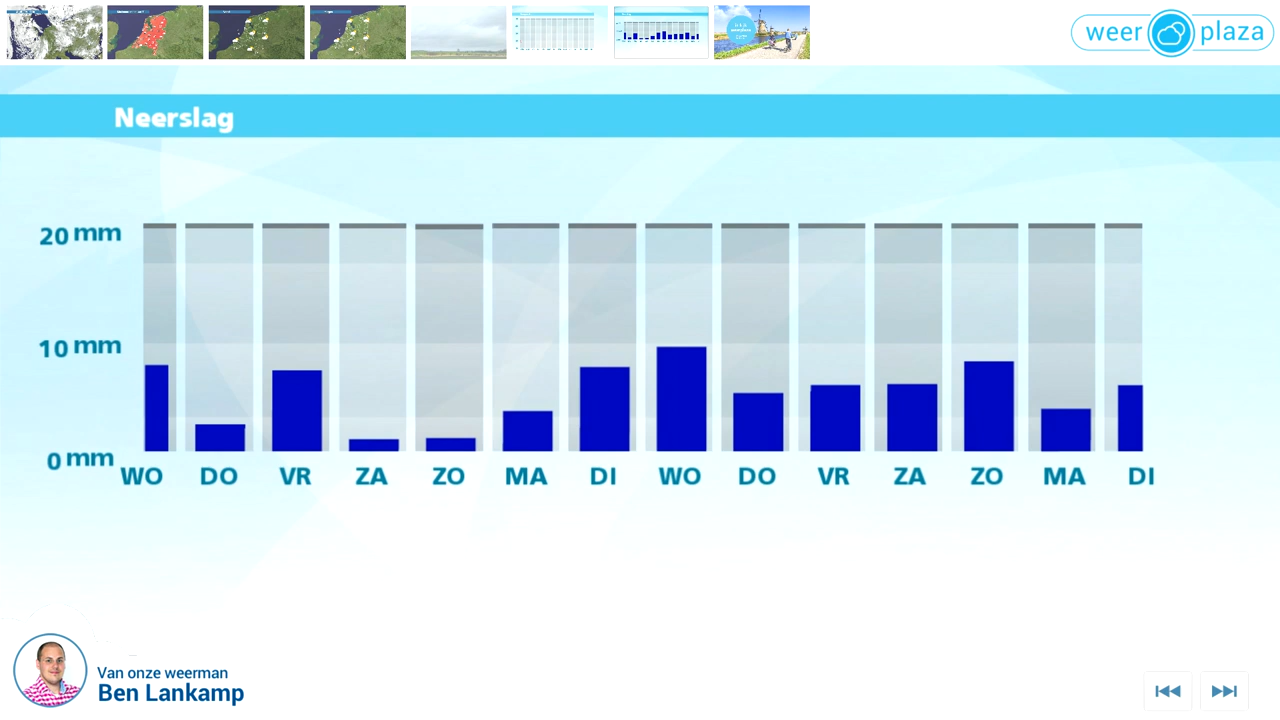 weer plaza
Neerslag
20 mm
10 mm
0 mm
WO DO VR ZA ZO MA DI WO DO VR ZA ZO MA DI
Van onze weerman
Ben Lankamp